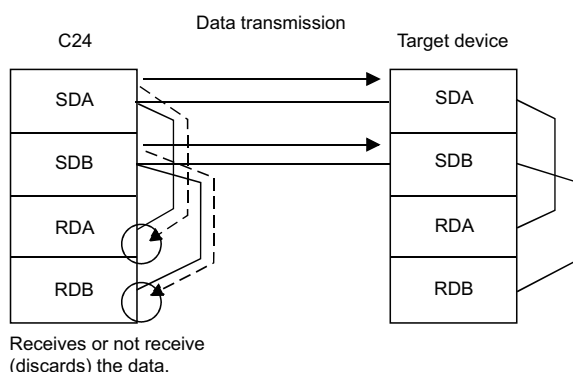 Data transmission
C24
Target device
SDA
SDB
RDA
RDB
SDA
SDB
RDA
RDB
Receives or not receive
(discards) the data.